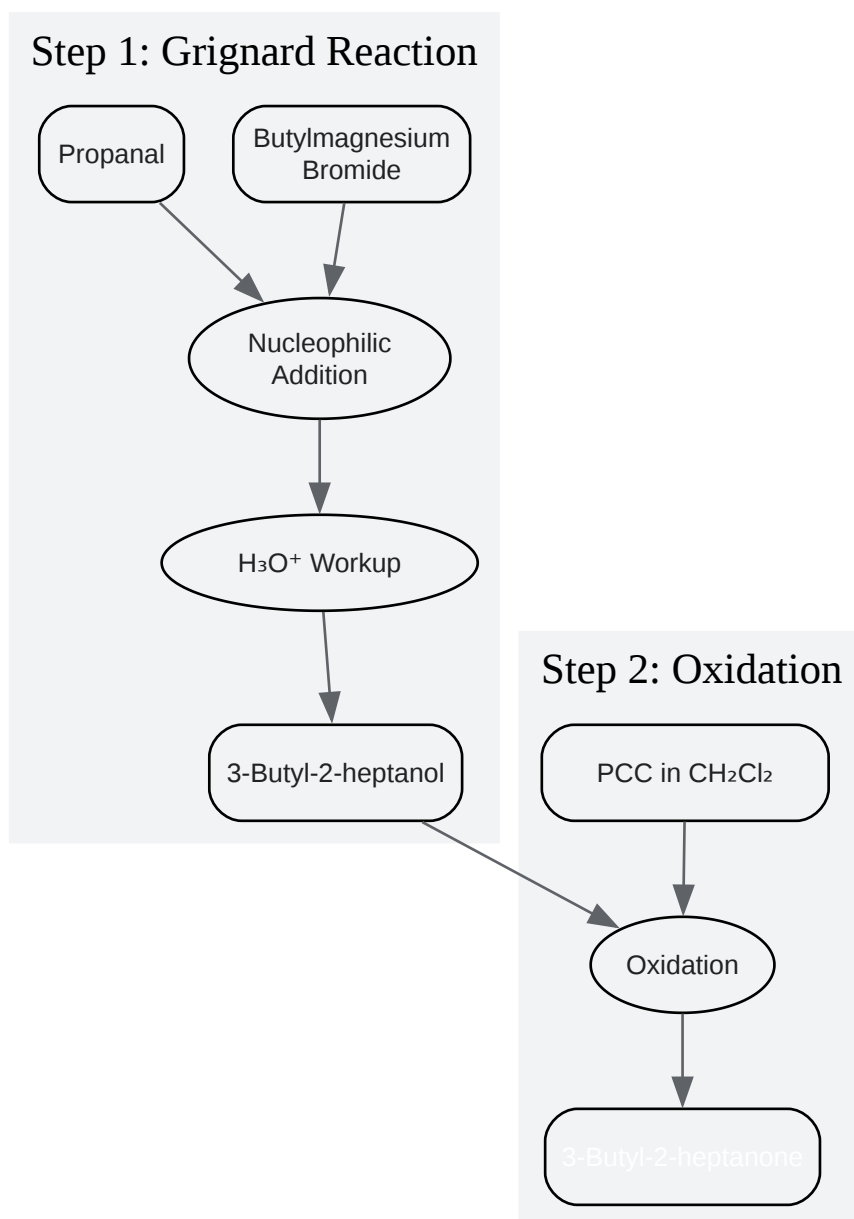 Step 1: Grignard Reaction
Propanal
Butylmagnesium
Bromide
Nucleophilic
Addition
H₃O⁺ Workup
3-Butyl-2-heptanol
Step 2: Oxidation
PCC in CH₂Cl₂
Oxidation
3-Butyl-2-heptanone